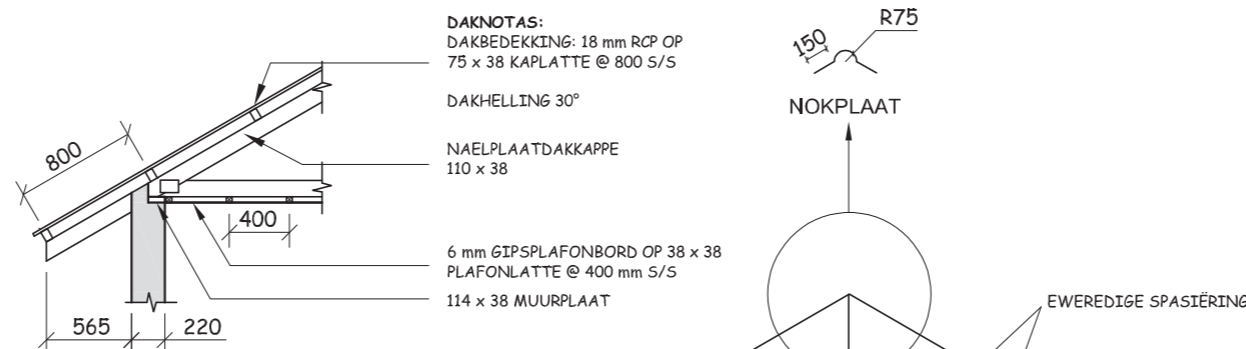 DAKNOTAS:
DAKBEDEKKING: 18 mm RCP OP
75 x 38 KAPLATTE @ 800 S/S
DAKHELLING 30°
NAELPLAATDAKKAPPE
110 x 38
6 mm GIPSPLAFONBORD OP 38 x 38
PLAFONLATTE @ 400 mm S/S
114 x 38 MUURPLAAT
800
400
565
220
R75
150
NOKPLAAT
EWEREDIGE SPASIËRING